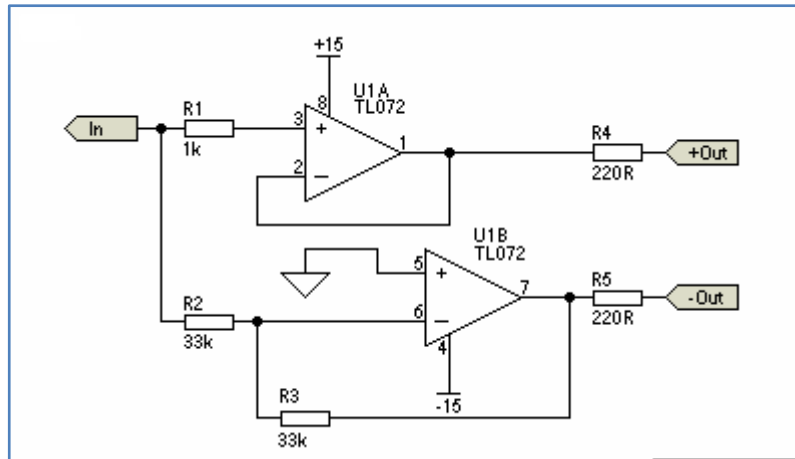 +15
U1A
TL072
8
R1
In
1k
3
+
1
2
−
R4
+Out
220R
U1B
TL072
5
+
7
6
−
4
-15
R5
-Out
220R
R2
33k
R3
33k